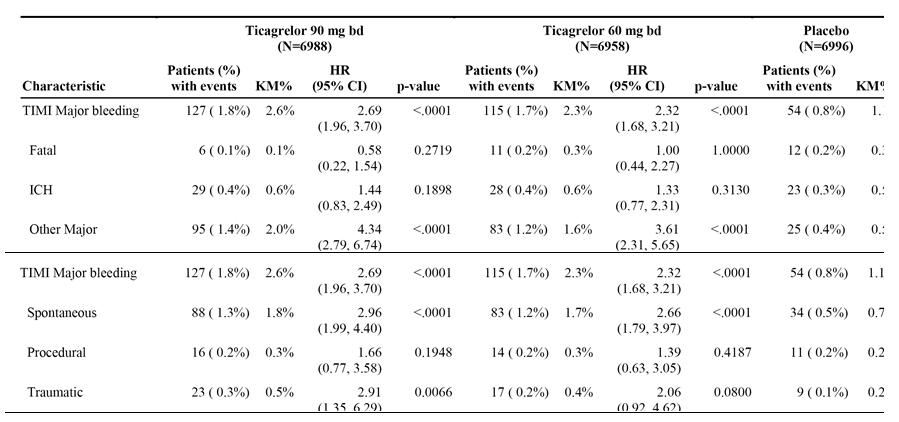 Ticagrelor 90 mg bd Ticagrelor 60 mg bd Placebo
(N=6988) (N=6958) (N=6996)
Patients (%) HR Patients (%) HR Patients (%)
Characteristic with events KM% (95% CI) p-value with events KM% (95% CI) p-value with events KM%
TIMI Major bleeding 127 ( 1.8%) 2.6% 2.69 <.0001 115 ( 1.7%) 2.3% 2.32 <.0001 54 ( 0.8%) 1.
(1.96, 3.70) (1.68, 3.21)
Fatal 6 ( 0.1%) 0.1% 0.58 0.2719 11 ( 0.2%) 0.3% 1.00 1.0000 12 ( 0.2%) 0.
(0.22, 1.54) (0.44, 2.27)
ICH 29 ( 0.4%) 0.6% 1.44 0.1898 28 ( 0.4%) 0.6% 1.33 0.3130 23 ( 0.3%) 0.
(0.83, 2.49) (0.77, 2.31)
Other Major 95 ( 1.4%) 2.0% 4.34 <.0001 83 ( 1.2%) 1.6% 3.61 <.0001 25 ( 0.4%) 0.
(2.79, 6.74) (2.31, 5.65)
TIMI Major bleeding 127 ( 1.8%) 2.6% 2.69 <.0001 115 ( 1.7%) 2.3% 2.32 <.0001 54 ( 0.8%) 1.1
(1.96, 3.70) (1.68, 3.21)
Spontaneous 88 ( 1.3%) 1.8% 2.96 <.0001 83 ( 1.2%) 1.7% 2.66 <.0001 34 ( 0.5%) 0.7
(1.99, 4.40) (1.79, 3.97)
Procedural 16 ( 0.2%) 0.3% 1.66 0.1948 14 ( 0.2%) 0.3% 1.39 0.4187 11 ( 0.2%) 0.2
(0.77, 3.58) (0.63, 3.05)
Traumatic 23 ( 0.3%) 0.5% 2.91 0.0066 17 ( 0.2%) 0.4% 2.06 0.0800 9 ( 0.1%) 0.2
(1.35, 6.29) (0.92, 4.62)